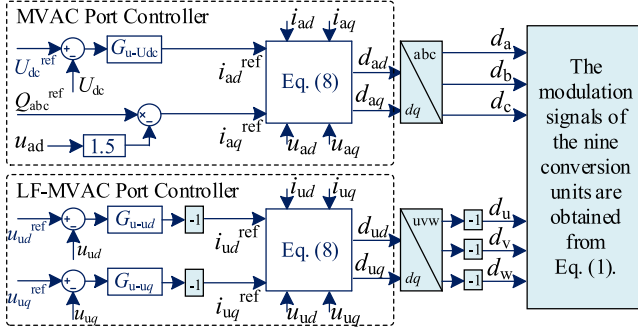 MVAC Port Controller
U_dc^ref
+
−
U_dc
G_u-Udc
i_ad^ref
Q_abc^ref
×
−
u_ad
1.5
i_aq^ref
i_ad
i_aq
Eq. (8)
u_ad
u_aq
d_ad
d_aq
abc
dq
d_a
d_b
d_c
LF-MVAC Port Controller
u_ud^ref
+
−
u_ud
G_u-ud
-1
i_ud^ref
u_uq^ref
+
−
u_uq
G_u-uq
-1
i_uq^ref
i_ud
i_uq
Eq. (8)
u_ud
u_uq
d_ud
d_uq
uvw
dq
-1
d_u
-1
d_v
-1
d_w
The
modulation
signals of
the nine
conversion
units are
obtained
from
Eq. (1).